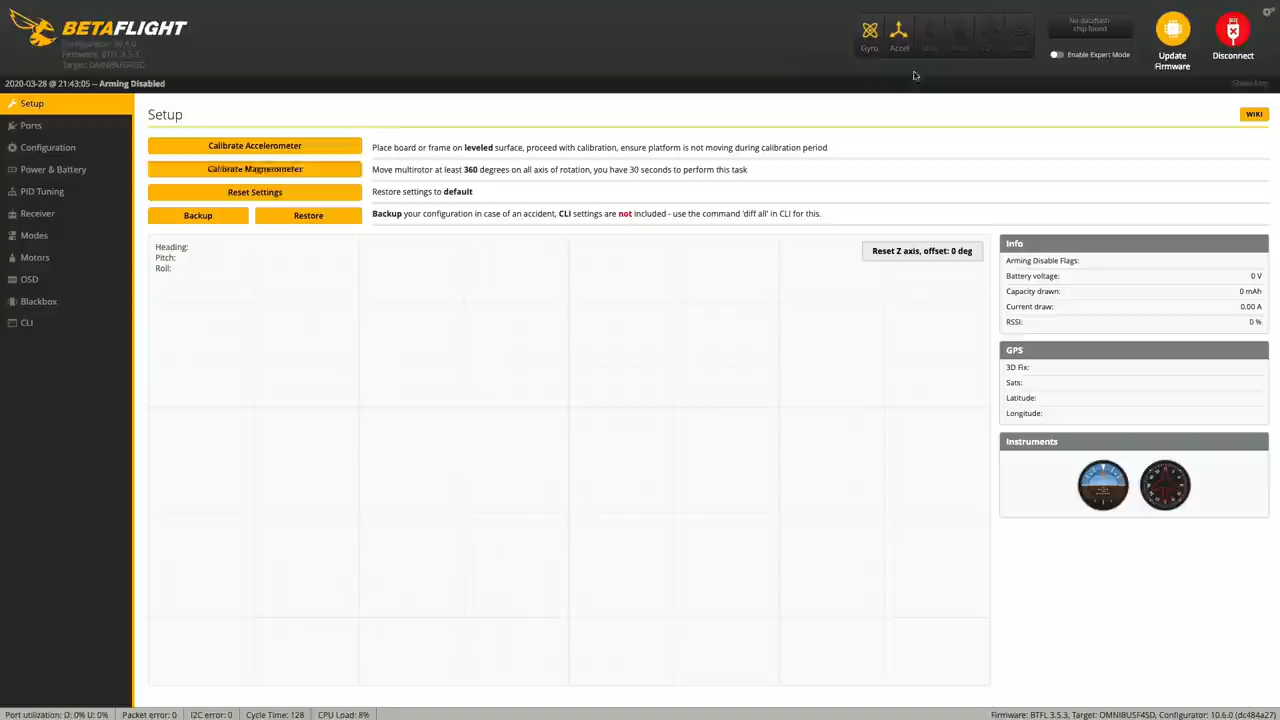 BETAFLIGHT
Configurator: 10.6.0
Firmware: BTFL 3.5.3
Target: OMNIBUSF4SD
Gyro
Accel
No dataflash
chip found
Enable Expert Mode
Update
Firmware
Disconnect
2020-03-28 @ 21:43:05 -- Arming Disabled
Setup
Ports
Configuration
Power & Battery
PID Tuning
Receiver
Modes
Motors
OSD
Blackbox
CLI
Setup
WIKI
Calibrate Accelerometer
Place board or frame on leveled surface, proceed with calibration, ensure platform is not moving during calibration period
Calibrate Magnetometer
Move multirotor at least 360 degrees on all axis of rotation, you have 30 seconds to perform this task
Reset Settings
Restore settings to default
Backup
Restore
Backup your configuration in case of an accident, CLI settings are not included - use the command 'diff all' in CLI for this.
Heading:
Pitch:
Roll:
Reset Z axis, offset: 0 deg
Info
Arming Disable Flags:
Battery voltage: 0 V
Capacity drawn: 0 mAh
Current draw: 0.00 A
RSSI: 0 %
GPS
3D Fix:
Sats:
Latitude:
Longitude:
Instruments
Port utilization: D: 0% U: 0%
Packet error: 0
I2C error: 0
Cycle Time: 128
CPU Load: 8%
Firmware: BTFL 3.5.3, Target: OMNIBUSF4SD, Configurator: 10.6.0 (dc484a27)